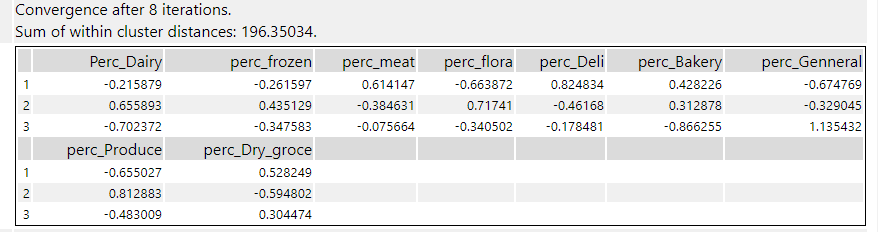 Convergence after 8 iterations.
Sum of within cluster distances: 196.35034.
Perc_Dairy perc_frozen perc_meat perc_flora perc_Deli perc_Bakery perc_Genneral
1 -0.215879 -0.261597 0.614147 -0.663872 0.824834 0.428226 -0.674769
2 0.655893 0.435129 -0.384631 0.71741 -0.46168 0.312878 -0.329045
3 -0.702372 -0.347583 -0.075664 -0.340502 -0.178481 -0.866255 1.135432
perc_Produce perc_Dry_groce
1 -0.655027 0.528249
2 0.812883 -0.594802
3 -0.483009 0.304474